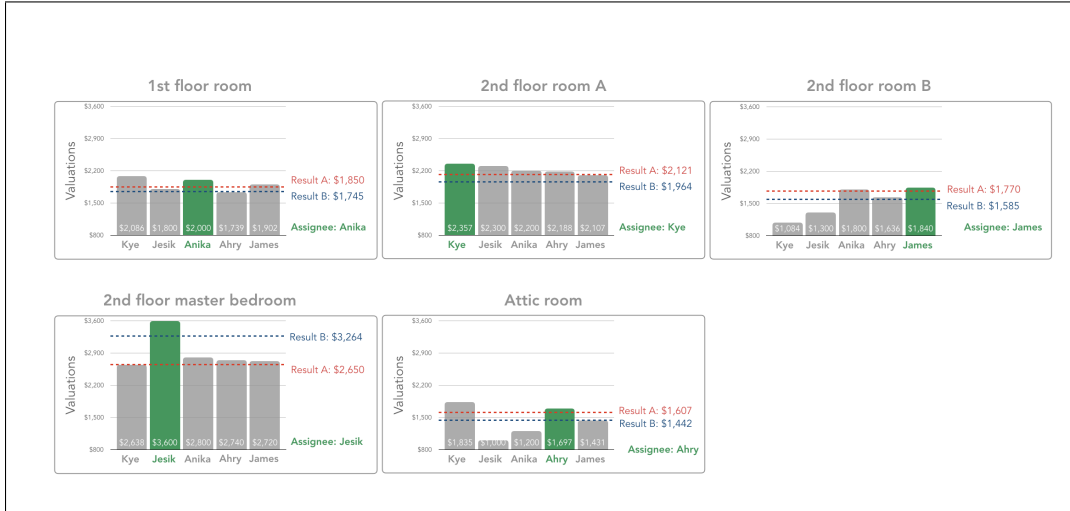 1st floor room
$3,600
$2,900
$2,200
$1,500
$800
Valuations
Result A: $1,850
Result B: $1,745
$2,086 $1,800 $2,000 $1,739 $1,902
Assignee: Anika
Kye Jesik Anika Ahry James
2nd floor room A
$3,600
$2,900
$2,200
$1,500
$800
Valuations
Result A: $2,121
Result B: $1,964
$2,357 $2,300 $2,200 $2,188 $2,107
Assignee: Kye
Kye Jesik Anika Ahry James
2nd floor room B
$3,600
$2,900
$2,200
$1,500
$800
Valuations
Result A: $1,770
Result B: $1,585
$1,084 $1,300 $1,800 $1,636 $1,840
Assignee: James
Kye Jesik Anika Ahry James
2nd floor master bedroom
$3,600
$2,900
$2,200
$1,500
$800
Valuations
Result B: $3,264
Result A: $2,650
$2,638 $3,600 $2,800 $2,740 $2,720
Assignee: Jesik
Kye Jesik Anika Ahry James
Attic room
$3,600
$2,900
$2,200
$1,500
$800
Valuations
Result A: $1,607
Result B: $1,442
$1,835 $1,000 $1,200 $1,697 $1,431
Assignee: Ahry
Kye Jesik Anika Ahry James